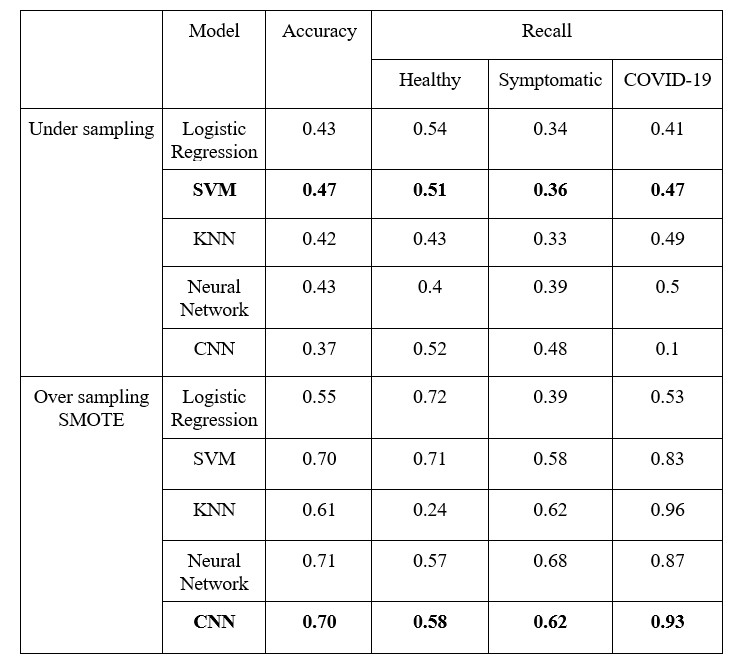 Model Accuracy Recall
Healthy Symptomatic COVID-19
Under sampling Logistic 0.43 0.54 0.34 0.41
Regression
SVM 0.47 0.51 0.36 0.47
KNN 0.42 0.43 0.33 0.49
Neural 0.43 0.4 0.39 0.5
Network
CNN 0.37 0.52 0.48 0.1
Over sampling Logistic 0.55 0.72 0.39 0.53
SMOTE Regression
SVM 0.70 0.71 0.58 0.83
KNN 0.61 0.24 0.62 0.96
Neural 0.71 0.57 0.68 0.87
Network
CNN 0.70 0.58 0.62 0.93